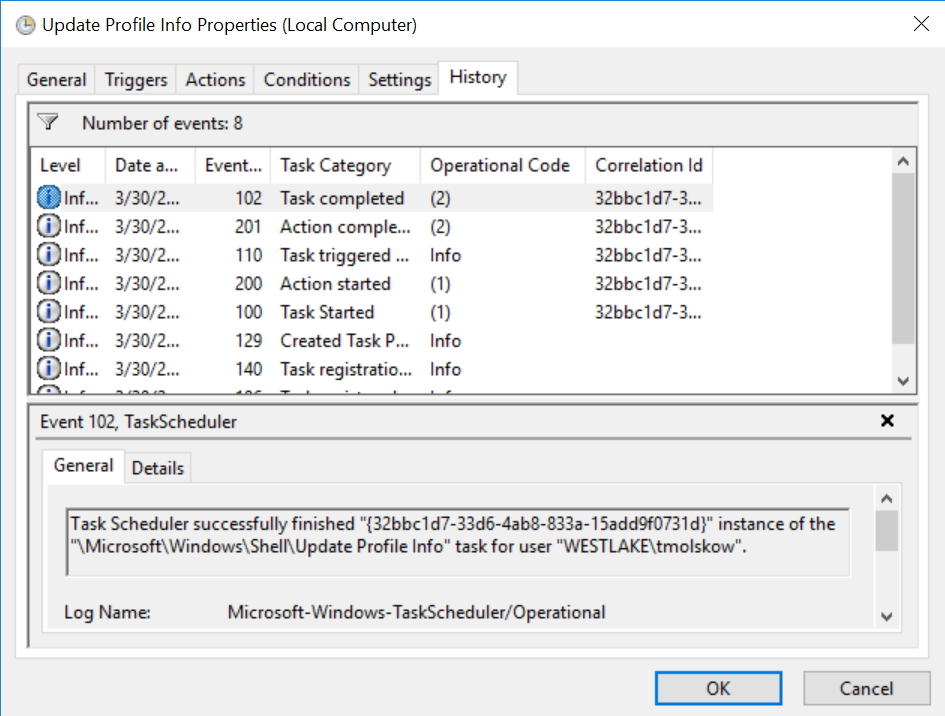 Update Profile Info Properties (Local Computer)
General Triggers Actions Conditions Settings History
Number of events: 8
Level Date a... Event... Task Category Operational Code Correlation Id
Inf... 3/30/2... 102 Task completed (2) 32bbc1d7-3...
Inf... 3/30/2... 201 Action comple... (2) 32bbc1d7-3...
Inf... 3/30/2... 110 Task triggered ... Info 32bbc1d7-3...
Inf... 3/30/2... 200 Action started (1) 32bbc1d7-3...
Inf... 3/30/2... 100 Task Started (1) 32bbc1d7-3...
Inf... 3/30/2... 129 Created Task P... Info
Inf... 3/30/2... 140 Task registratio... Info
Event 102, TaskScheduler
General Details
Task Scheduler successfully finished "{32bbc1d7-33d6-4ab8-833a-15add9f0731d}" instance of the
"\Microsoft\Windows\Shell\Update Profile Info" task for user "WESTLAKE\tmolskow".
Log Name: Microsoft-Windows-TaskScheduler/Operational
OK Cancel